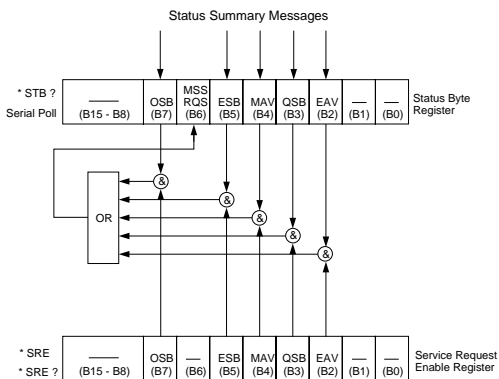 Status Summary Messages
* STB ?
Serial Poll
(B15 - B8)
OSB
(B7)
MSS
RQS
(B6)
ESB
(B5)
MAV
(B4)
QSB
(B3)
EAV
(B2)
—
(B1)
—
(B0)
Status Byte
Register
OR
&
&
&
&
&
* SRE
* SRE ?
(B15 - B8)
OSB
(B7)
—
(B6)
ESB
(B5)
MAV
(B4)
QSB
(B3)
EAV
(B2)
—
(B1)
—
(B0)
Service Request
Enable Register